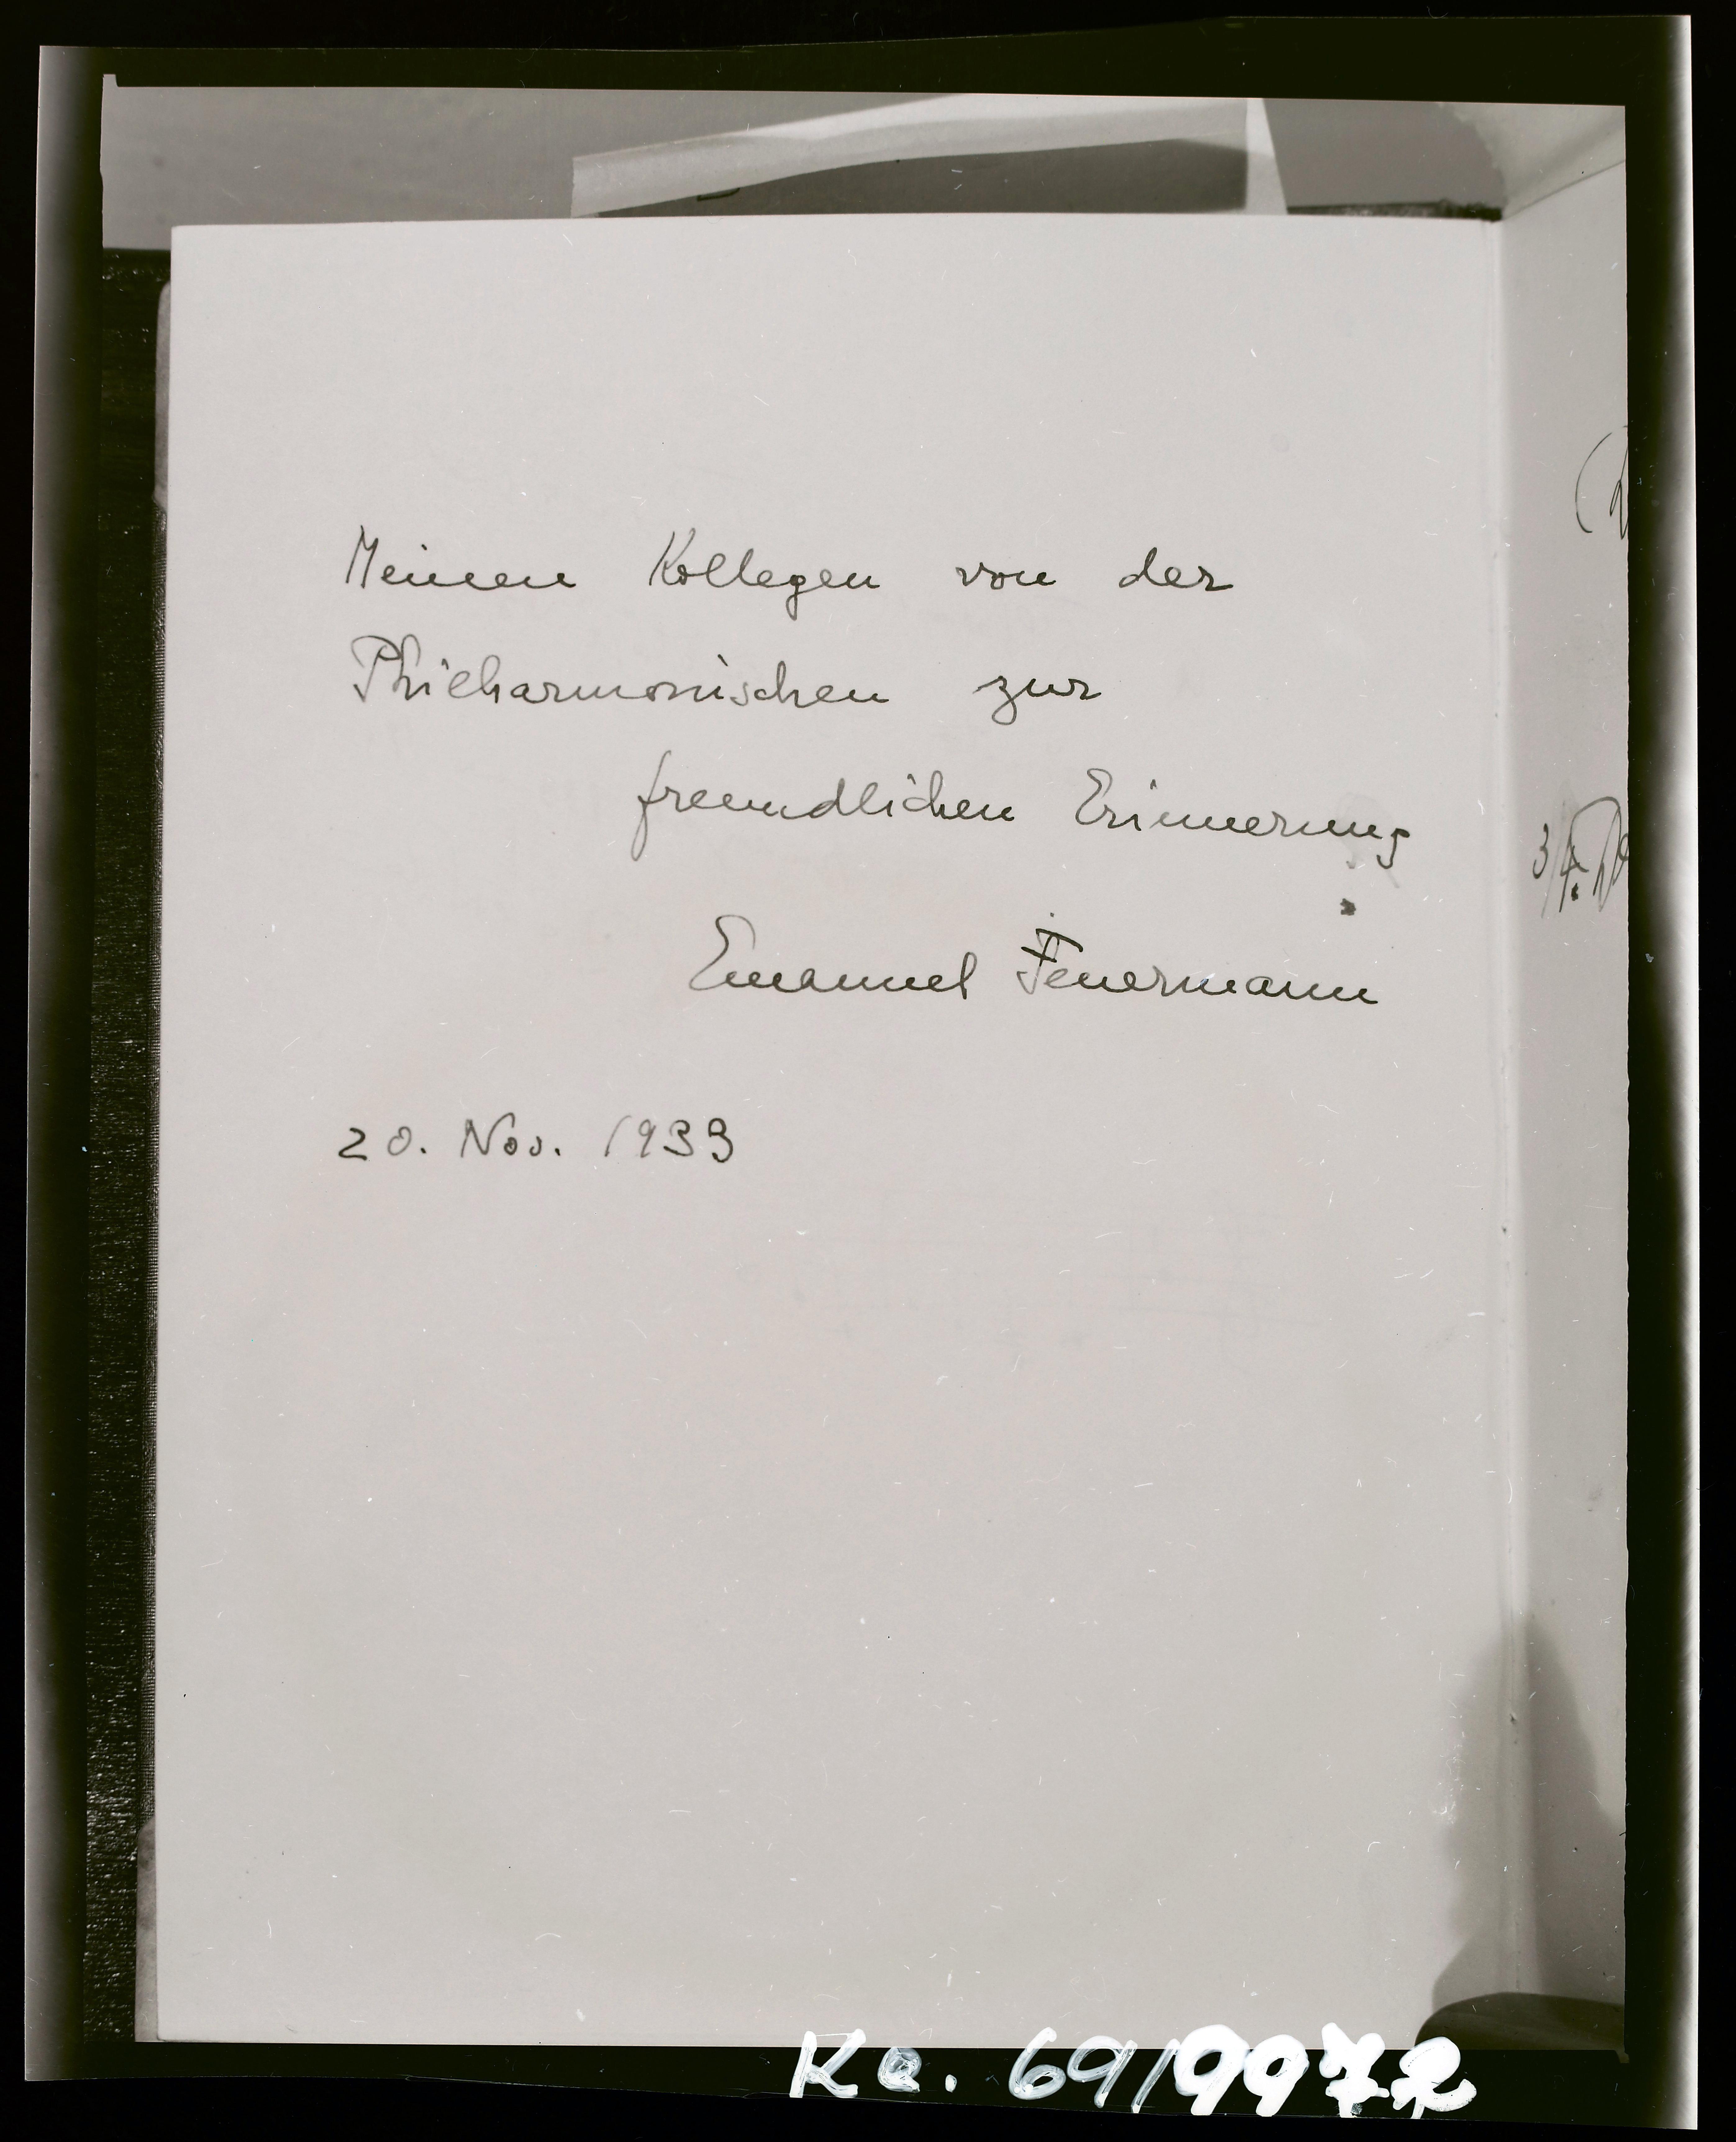 Meinen Kollegen von der
Philharmonischen zur
freundlichen Erinnerung
Emanuel Feuermann
20. Nov. 1933
Ka. 69/9972